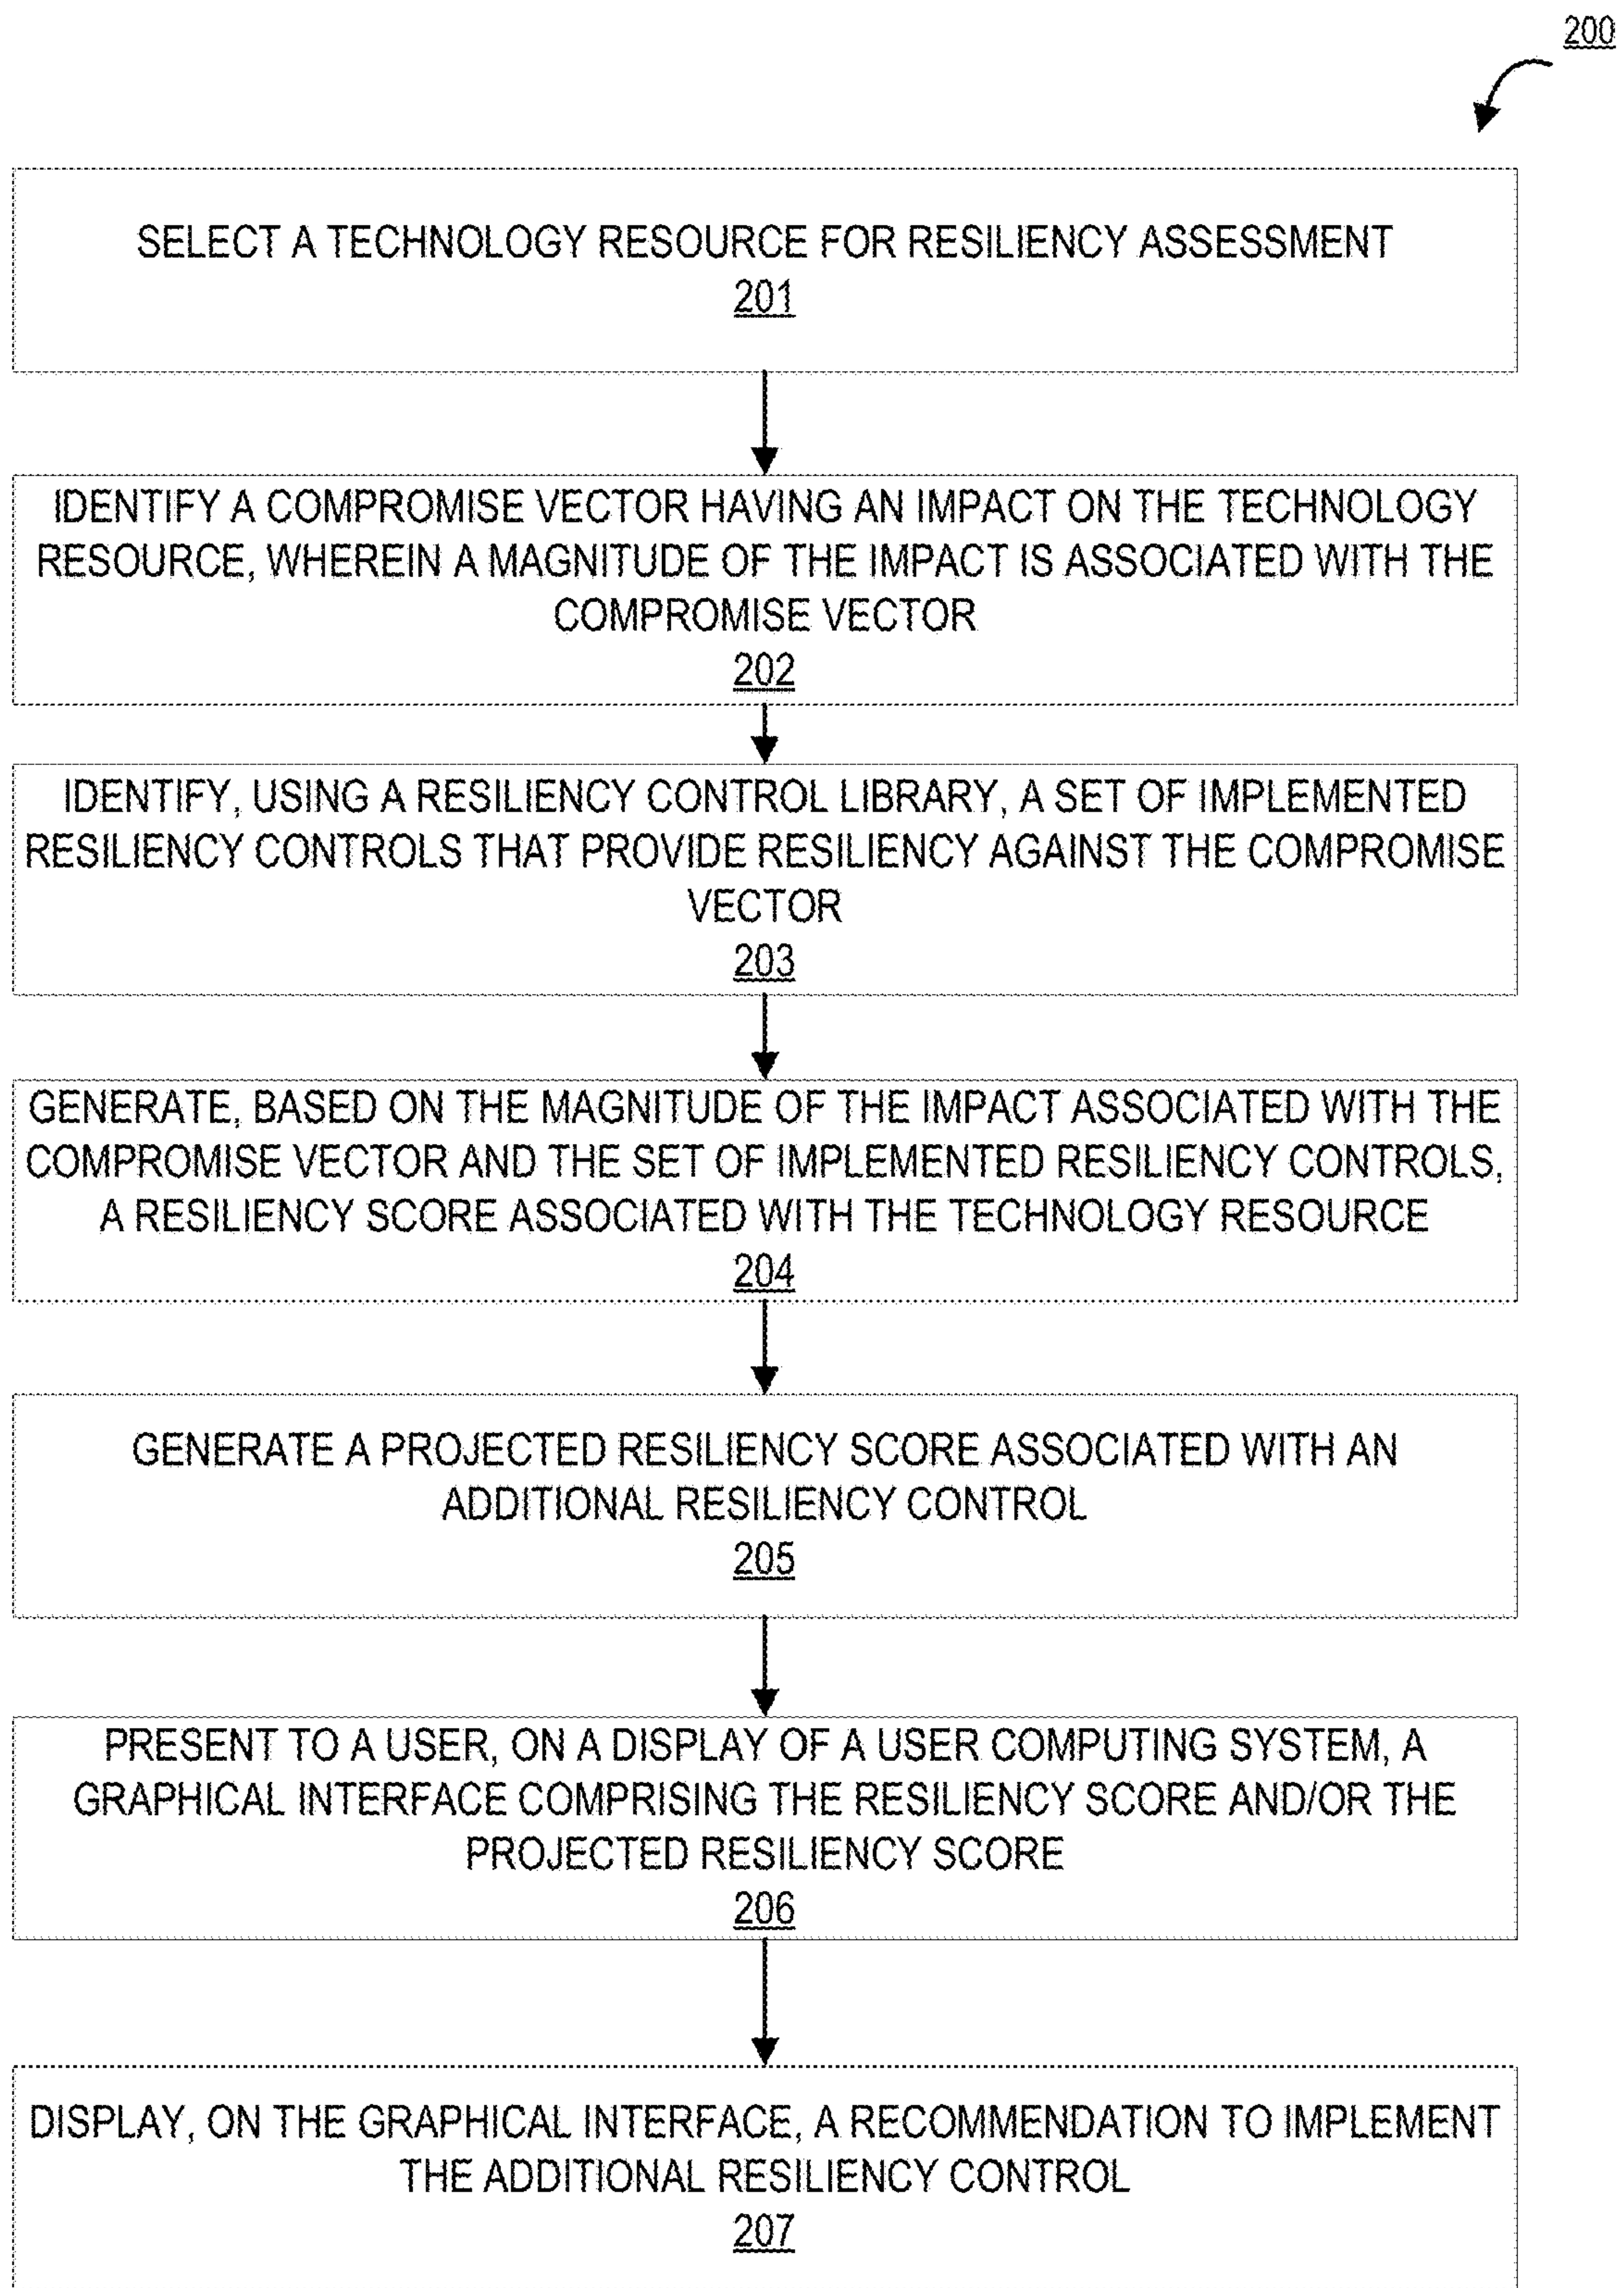 200
SELECT A TECHNOLOGY RESOURCE FOR RESILIENCY ASSESSMENT
201
IDENTIFY A COMPROMISE VECTOR HAVING AN IMPACT ON THE TECHNOLOGY
RESOURCE, WHEREIN A MAGNITUDE OF THE IMPACT IS ASSOCIATED WITH THE
COMPROMISE VECTOR
202
IDENTIFY, USING A RESILIENCY CONTROL LIBRARY, A SET OF IMPLEMENTED
RESILIENCY CONTROLS THAT PROVIDE RESILIENCY AGAINST THE COMPROMISE
VECTOR
203
GENERATE, BASED ON THE MAGNITUDE OF THE IMPACT ASSOCIATED WITH THE
COMPROMISE VECTOR AND THE SET OF IMPLEMENTED RESILIENCY CONTROLS,
A RESILIENCY SCORE ASSOCIATED WITH THE TECHNOLOGY RESOURCE
204
GENERATE A PROJECTED RESILIENCY SCORE ASSOCIATED WITH AN
ADDITIONAL RESILIENCY CONTROL
205
PRESENT TO A USER, ON A DISPLAY OF A USER COMPUTING SYSTEM, A
GRAPHICAL INTERFACE COMPRISING THE RESILIENCY SCORE AND/OR THE
PROJECTED RESILIENCY SCORE
206
DISPLAY, ON THE GRAPHICAL INTERFACE, A RECOMMENDATION TO IMPLEMENT
THE ADDITIONAL RESILIENCY CONTROL
207